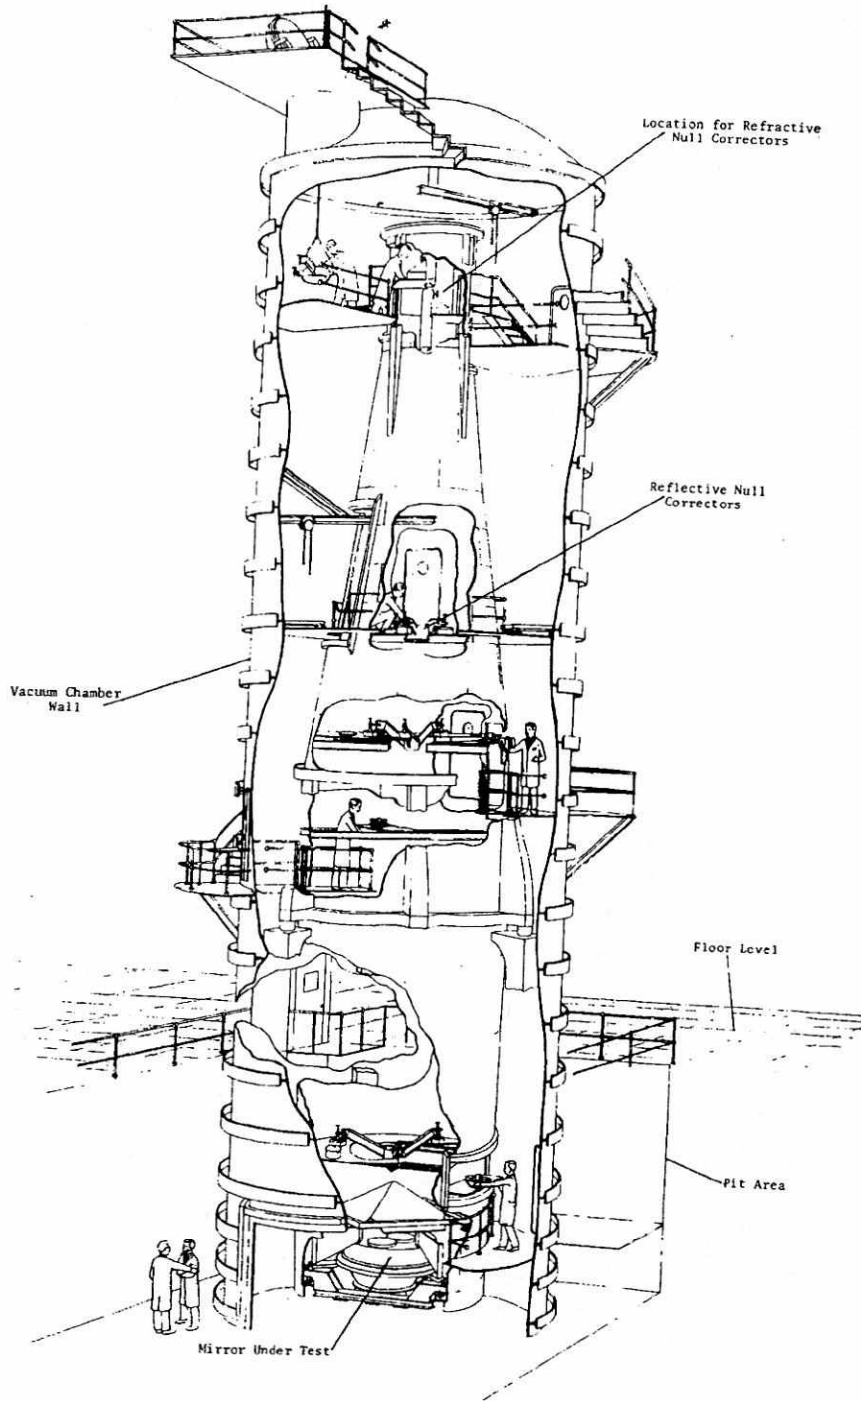 Location for Refractive
Null Correctors
Reflective Null
Correctors
Vacuum Chamber
Wall
Floor Level
Pit Area
Mirror Under Test